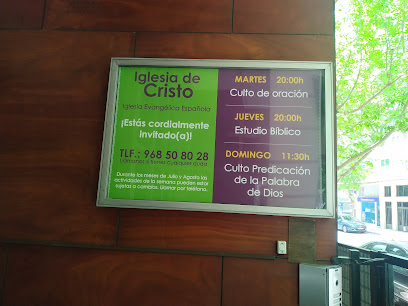 Iglesia de
Cristo
Iglesia Evangélica Española
¡Estás cordialmente
invitado(a)!
TLF.: 968 50 80 28
Durante los meses de Julio y Agosto las
actividades de la semana pueden estar
sujetas a cambios. Llamar por teléfono.
MARTES 20:00h
Culto de oración
JUEVES 20:00h
Estudio Bíblico
DOMINGO 11:30h
Culto Predicación
de la Palabra
de Dios